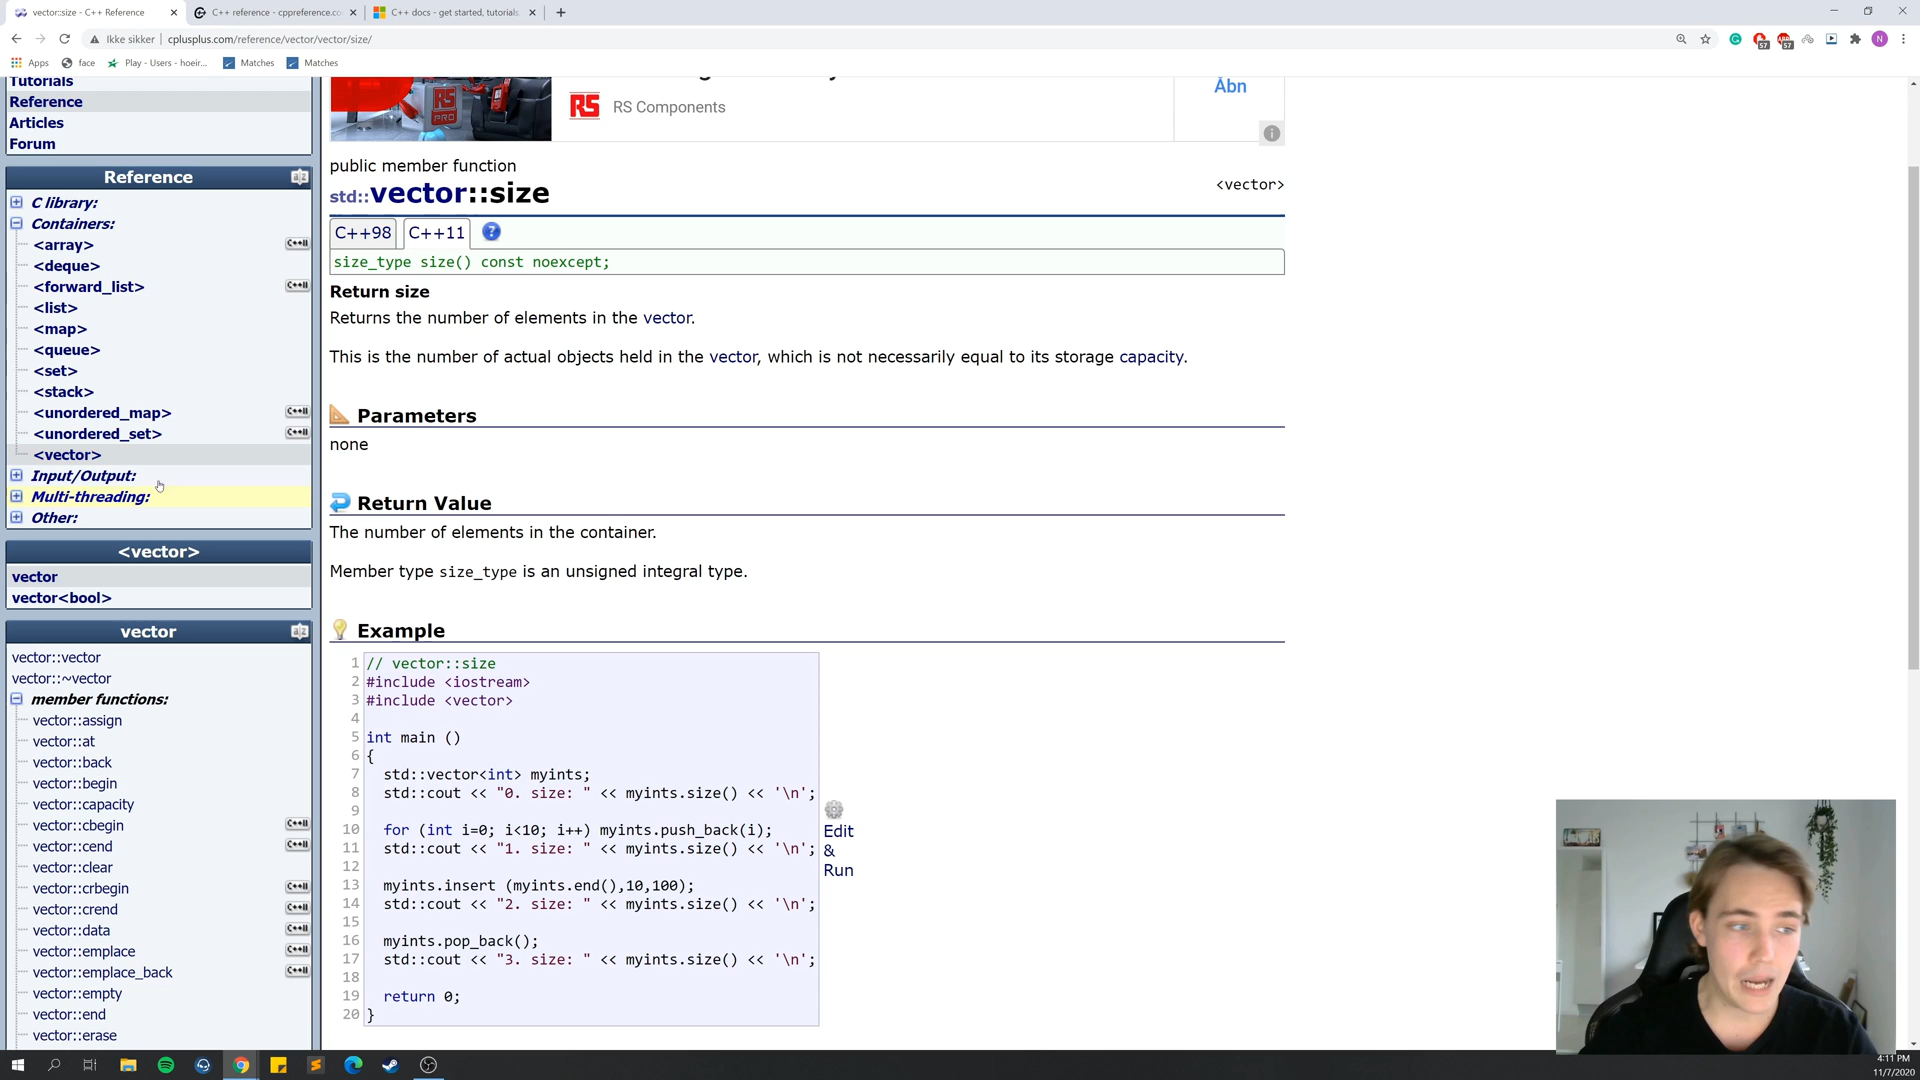 vector::size - C++ Reference
C++ reference - cppreference.co
C++ docs - get started, tutorials,
Ikke sikker | cplusplus.com/reference/vector/vector/size/
57
57
N
Apps
face
Play - Users - hoeir...
Matches
Matches
Tutorials
Reference
Articles
Forum
Reference
C library:
Containers:
<array>
<deque>
<forward_list>
<list>
<map>
<queue>
<set>
<stack>
<unordered_map>
<unordered_set>
<vector>
Input/Output:
Multi-threading:
Other:
<vector>
vector
vector<bool>
vector
vector::vector
vector::~vector
member functions:
vector::assign
vector::at
vector::back
vector::begin
vector::capacity
vector::cbegin
vector::cend
vector::clear
vector::crbegin
vector::crend
vector::data
vector::emplace
vector::emplace_back
vector::empty
vector::end
vector::erase
RS
PRO
RS
RS Components
Åbn
public member function
std::vector::size
<vector>
C++98
C++11
size_type size() const noexcept;
Return size
Returns the number of elements in the vector.
This is the number of actual objects held in the vector, which is not necessarily equal to its storage capacity.
Parameters
none
Return Value
The number of elements in the container.
Member type size_type is an unsigned integral type.
Example
1 // vector::size
2 #include <iostream>
3 #include <vector>
4
5 int main ()
6 {
7 std::vector<int> myints;
8 std::cout << "0. size: " << myints.size() << '\n';
9
10 for (int i=0; i<10; i++) myints.push_back(i);
11 std::cout << "1. size: " << myints.size() << '\n';
12
13 myints.insert (myints.end(),10,100);
14 std::cout << "2. size: " << myints.size() << '\n';
15
16 myints.pop_back();
17 std::cout << "3. size: " << myints.size() << '\n';
18
19 return 0;
20 }
Edit
&
Run
4:11 PM
11/7/2020